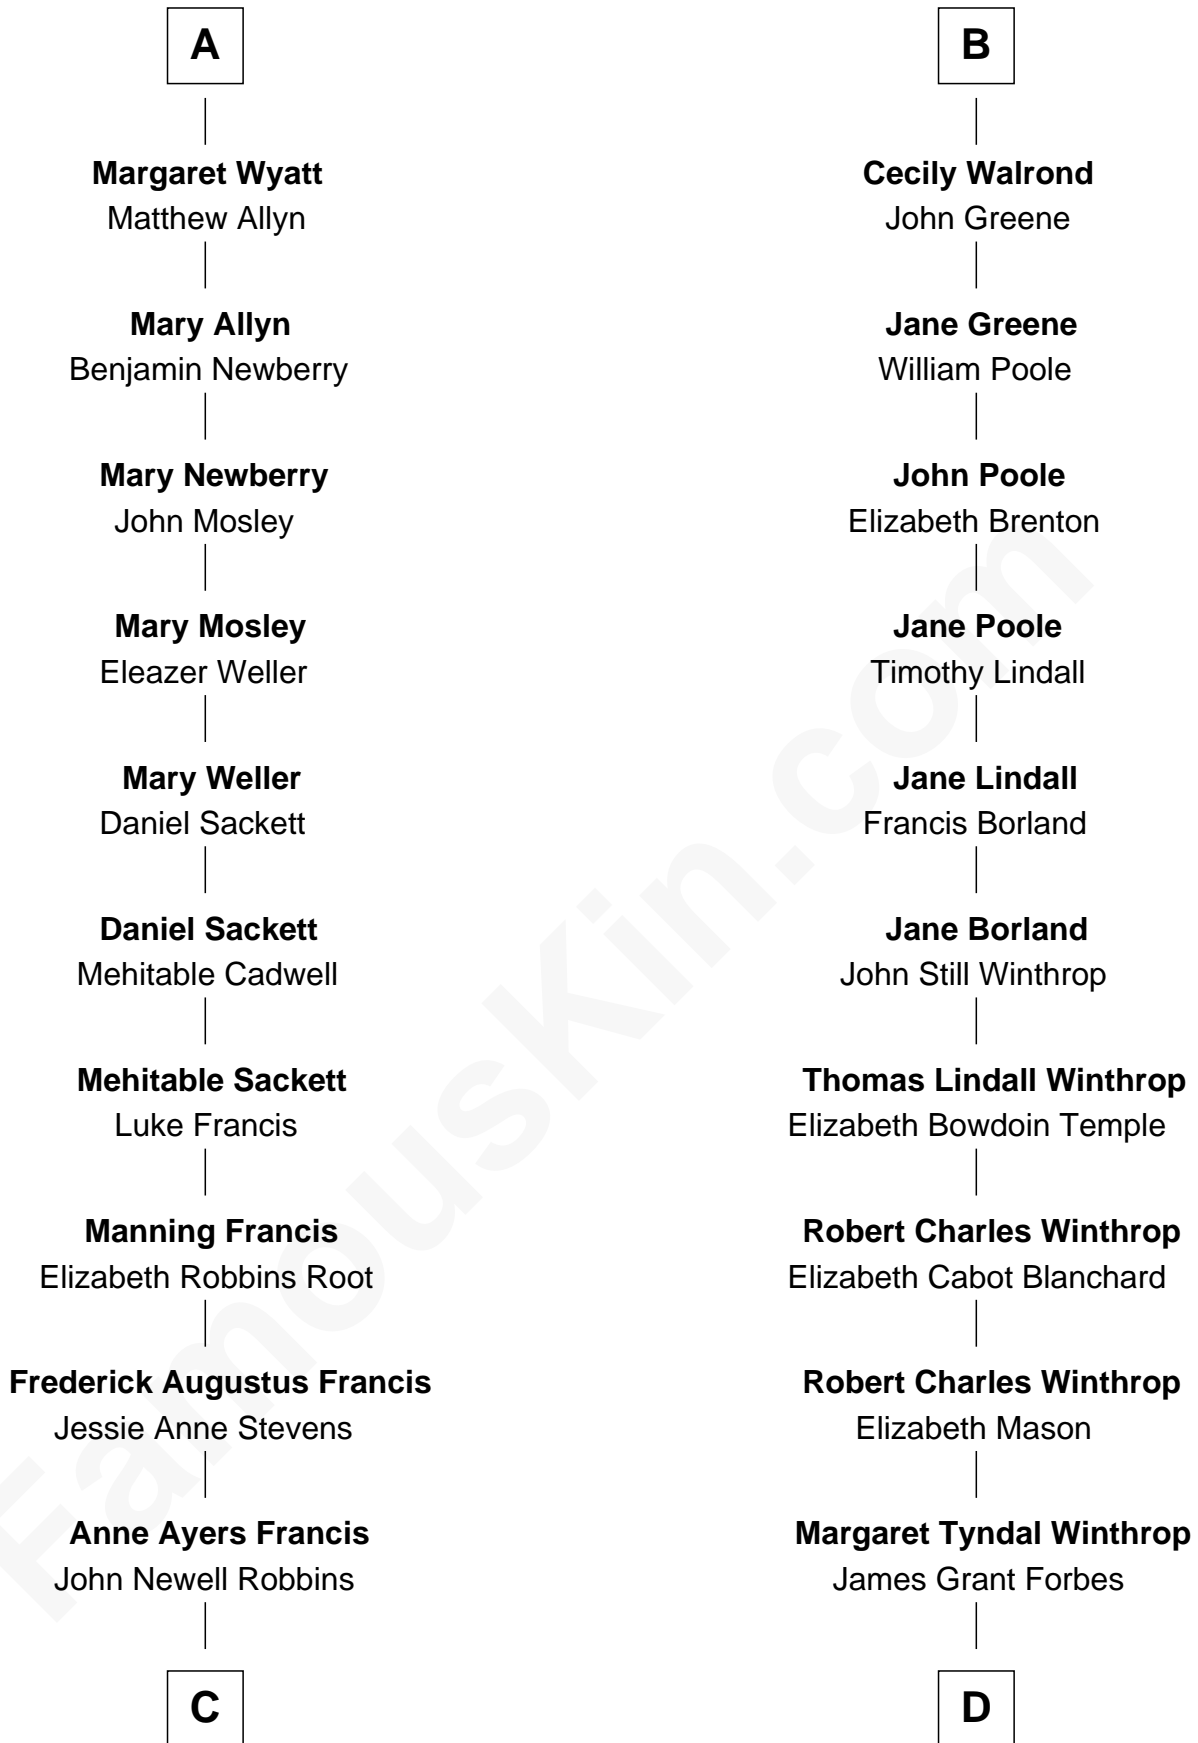 A
Margaret Wyatt
Matthew Allyn
Mary Allyn
Benjamin Newberry
Mary Newberry
John Mosley
Mary Mosley
Eleazer Weller
Mary Weller
Daniel Sackett
Daniel Sackett
Mehitable Cadwell
Mehitable Sackett
Luke Francis
Manning Francis
Elizabeth Robbins Root
Frederick Augustus Francis
Jessie Anne Stevens
Anne Ayers Francis
John Newell Robbins
C
B
Cecily Walrond
John Greene
Jane Greene
William Poole
John Poole
Elizabeth Brenton
Jane Poole
Timothy Lindall
Jane Lindall
Francis Borland
Jane Borland
John Still Winthrop
Thomas Lindall Winthrop
Elizabeth Bowdoin Temple
Robert Charles Winthrop
Elizabeth Cabot Blanchard
Robert Charles Winthrop
Elizabeth Mason
Margaret Tyndal Winthrop
James Grant Forbes
D
FamousKin.com